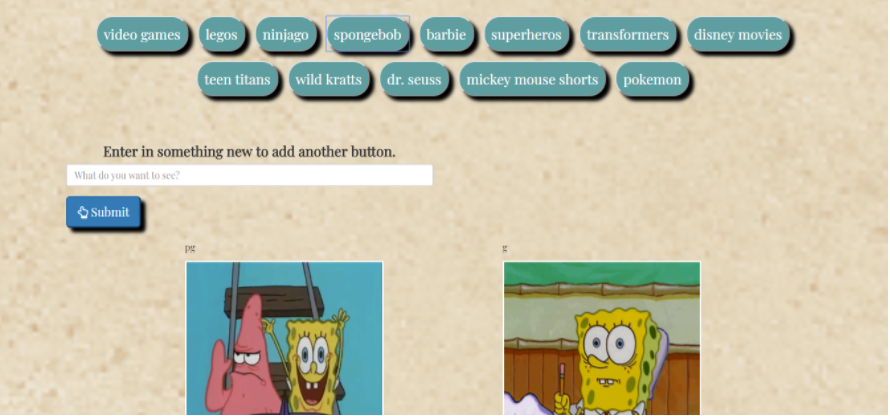 video games legos ninjago spongebob barbie superheros transformers disney movies
teen titans wild kratts dr. seuss mickey mouse shorts pokemon
Enter in something new to add another button.
What do you want to see?
Submit
pg g